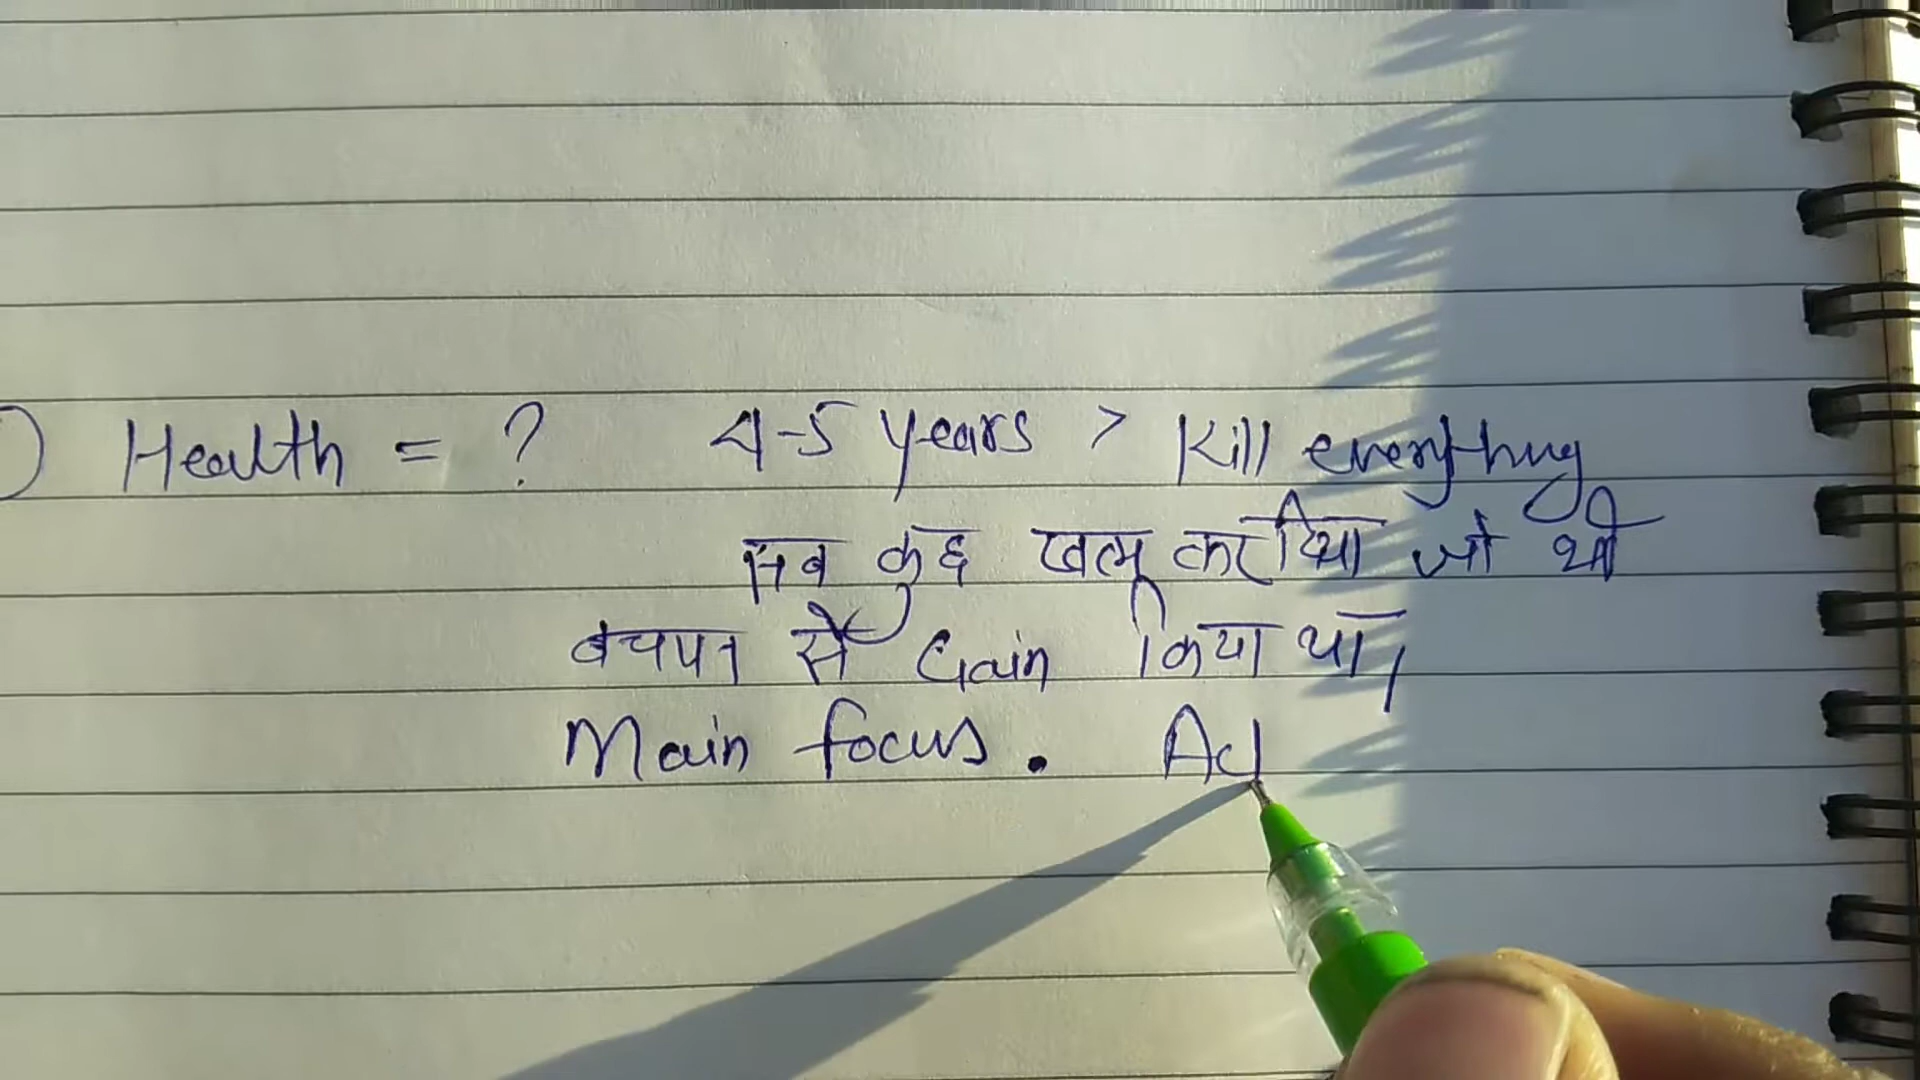 ) Health = ? 4-5 years > Kill everything
सब कुछ खत्म कर दिया जो भी
बचपन से Gain किया था,
Main focus. Ad